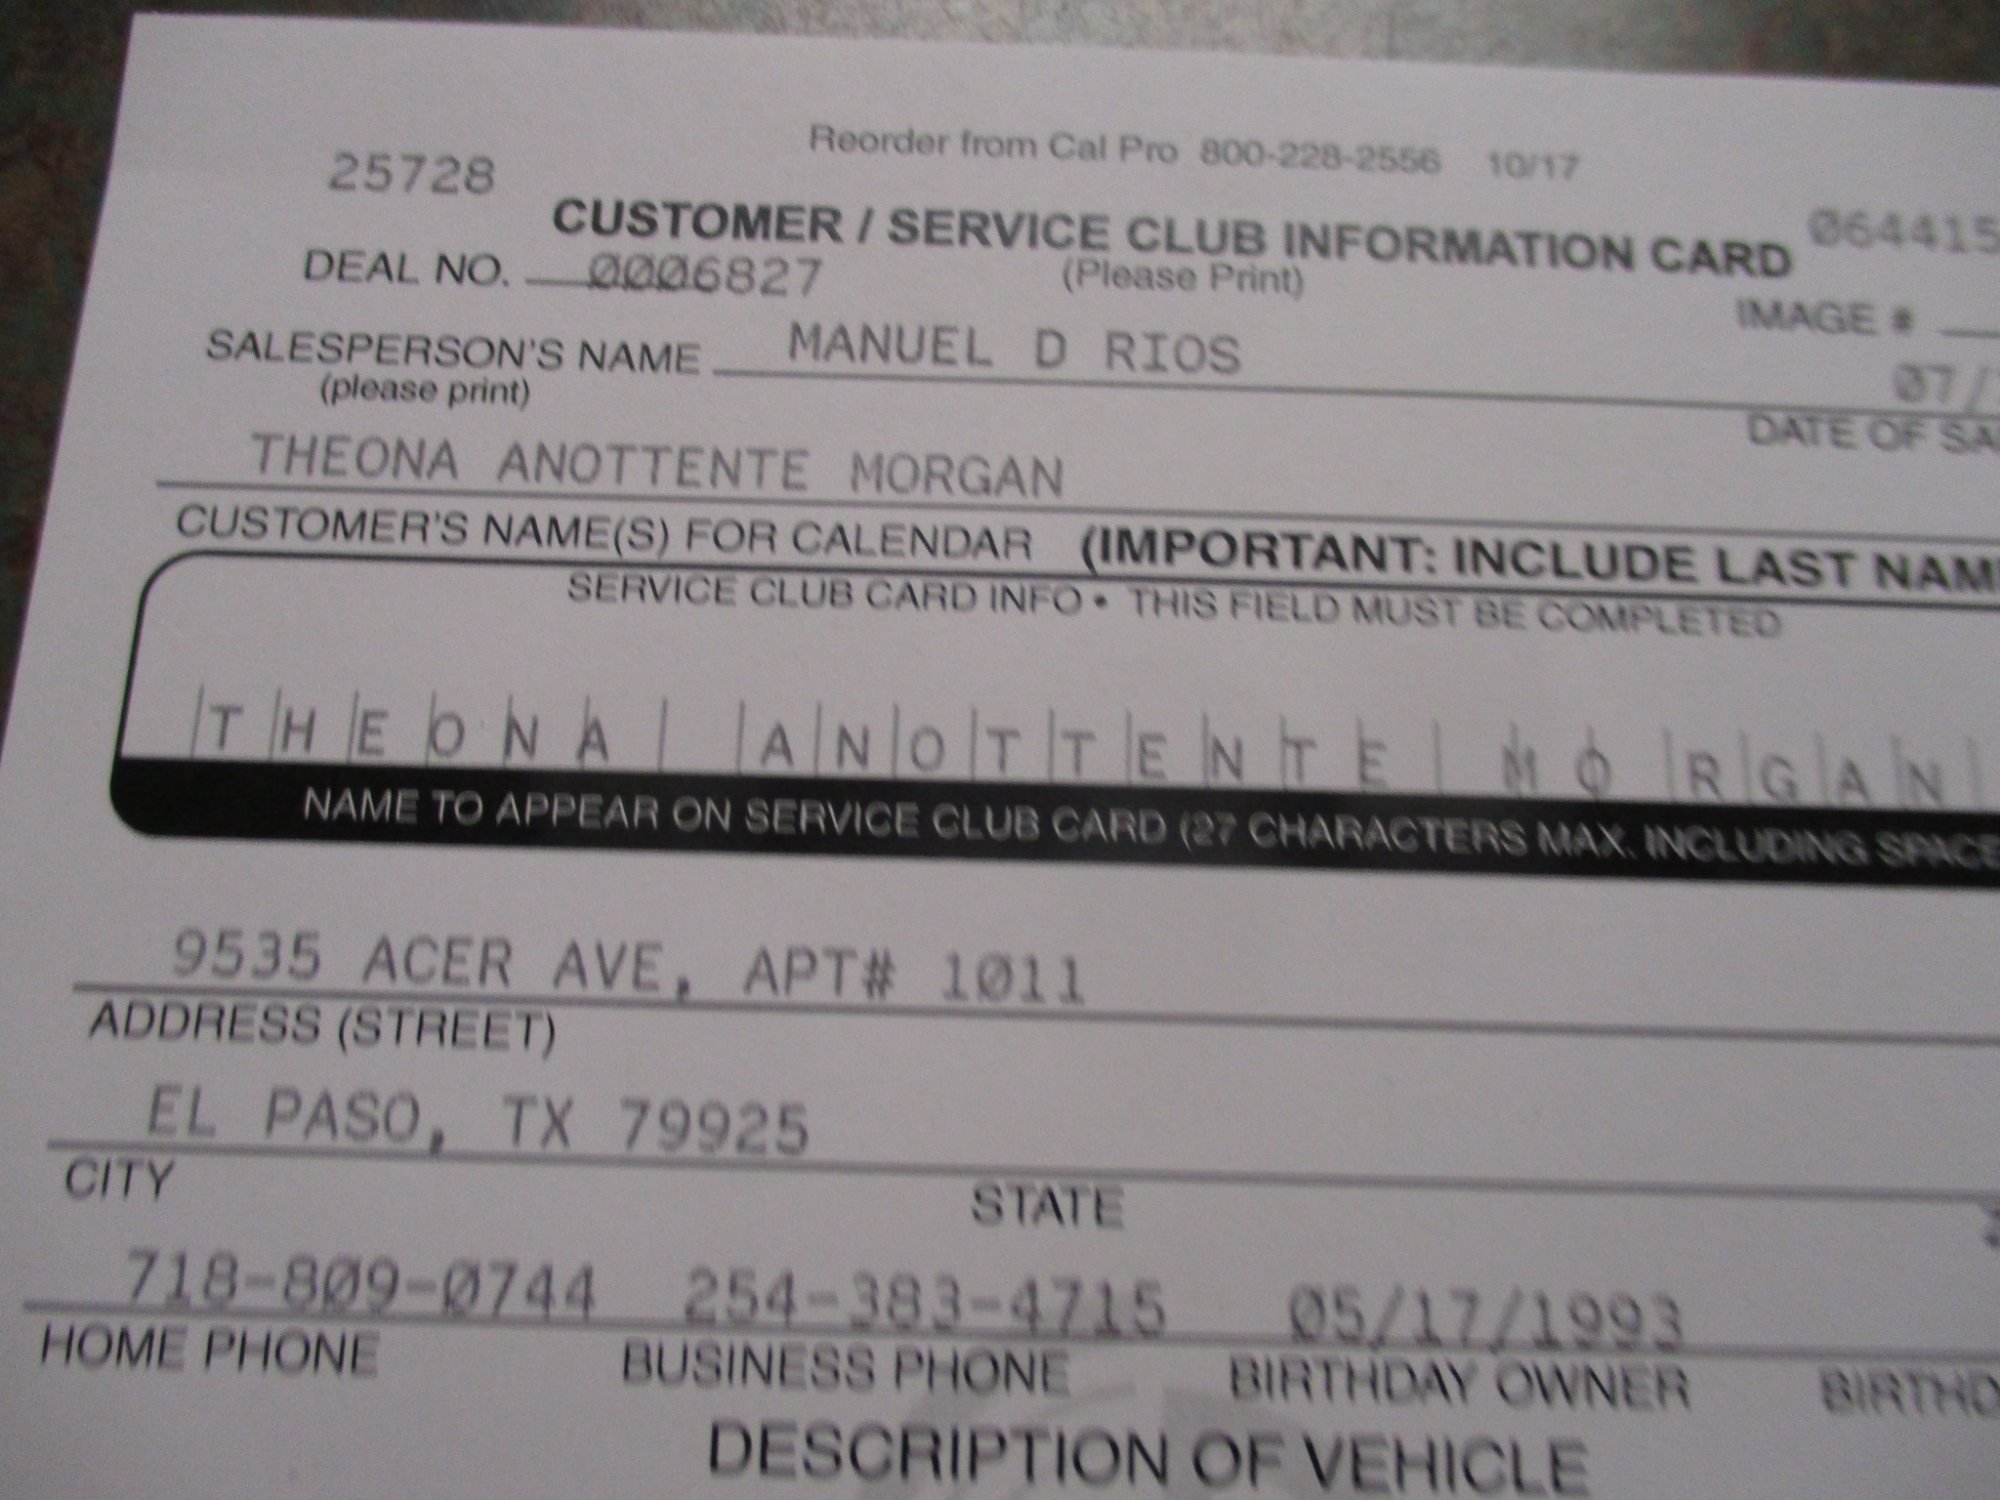 Reorder from Cal Pro 800-228-2556 10/17
25728
CUSTOMER / SERVICE CLUB INFORMATION CARD 064415
DEAL NO. 0006827 (Please Print)
IMAGE #
SALESPERSON'S NAME MANUEL D RIOS
(please print)
07/
DATE OF SA
THEONA ANOTTENTE MORGAN
CUSTOMER'S NAME(S) FOR CALENDAR (IMPORTANT: INCLUDE LAST NAM
SERVICE CLUB CARD INFO • THIS FIELD MUST BE COMPLETED
THEONA ANOTTENTE MORGAN
NAME TO APPEAR ON SERVICE CLUB CARD (27 CHARACTERS MAX. INCLUDING SPACE
9535 ACER AVE, APT# 1011
ADDRESS (STREET)
EL PASO, TX 79925
CITY STATE
718-809-0744 254-383-4715 05/17/1993
HOME PHONE BUSINESS PHONE BIRTHDAY OWNER BIRTHD
DESCRIPTION OF VEHICLE